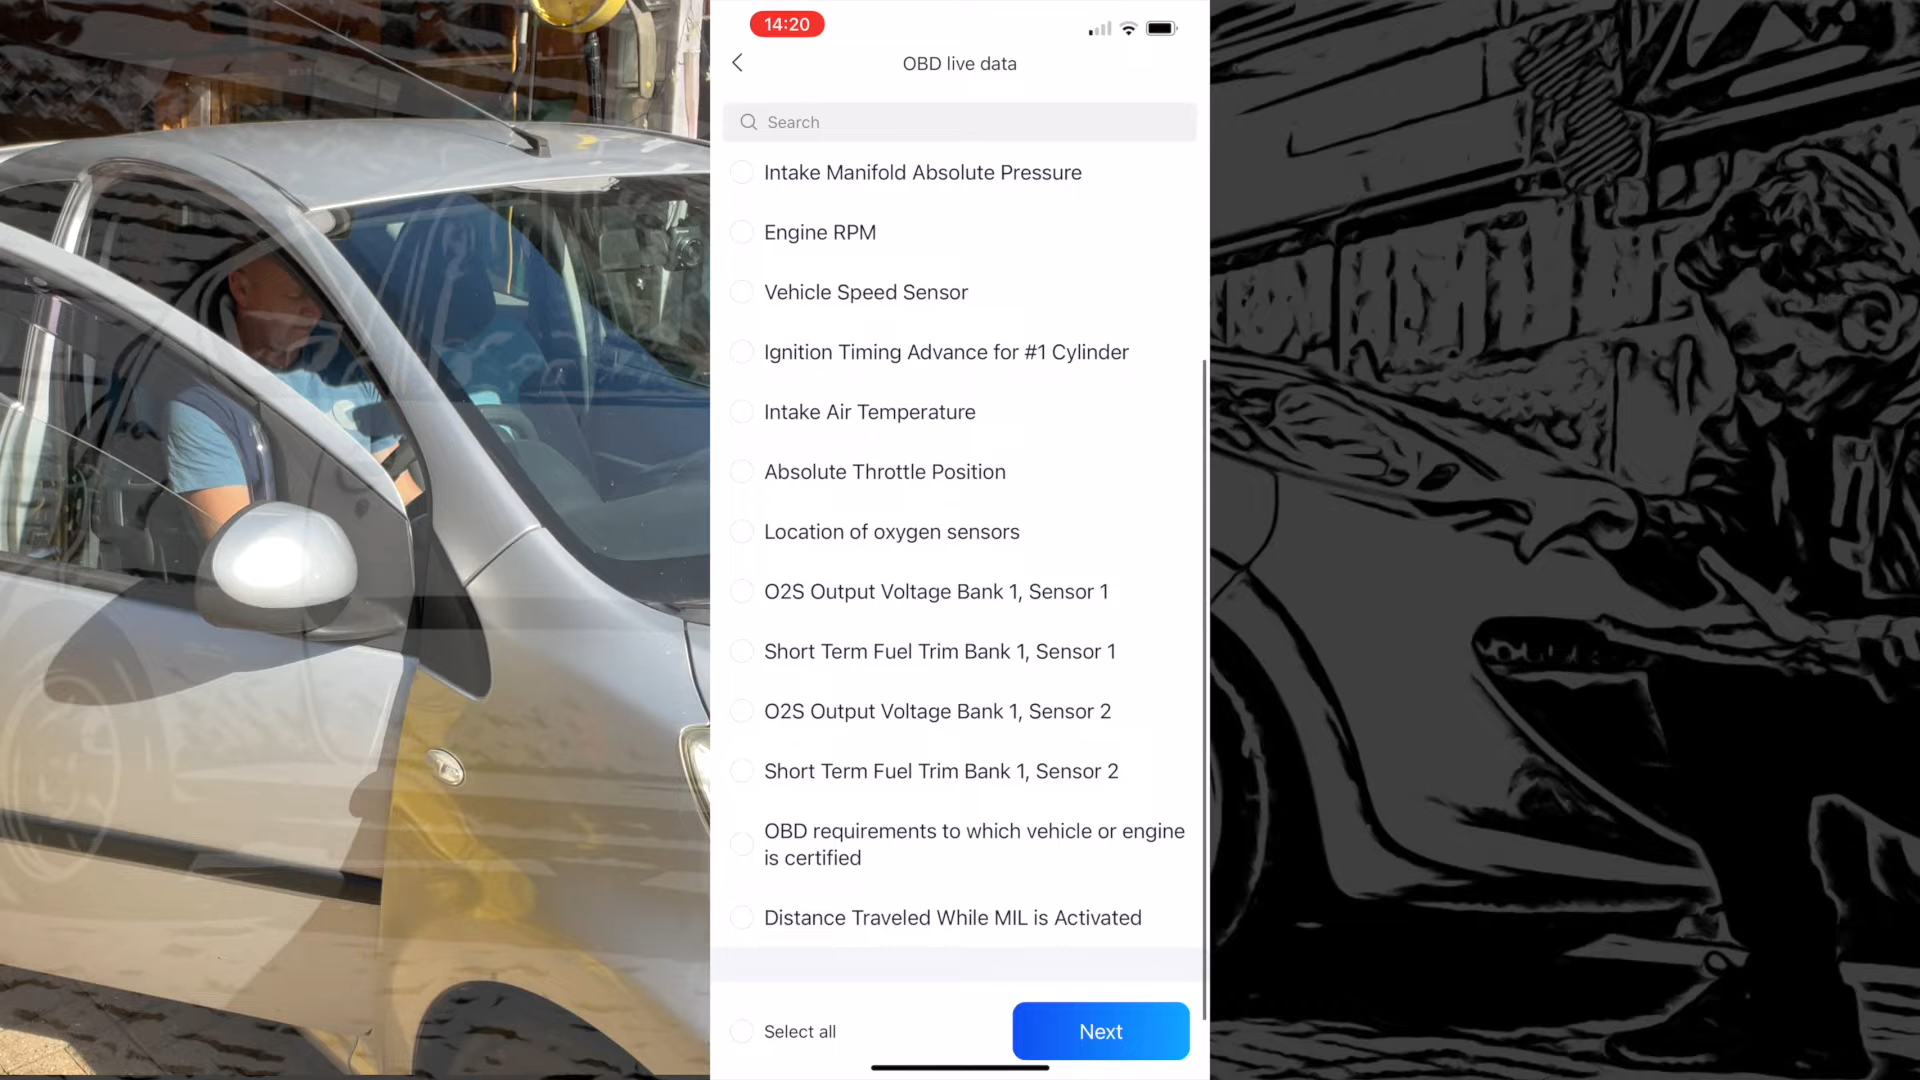 14:20
OBD live data
Search
Intake Manifold Absolute Pressure
Engine RPM
Vehicle Speed Sensor
Ignition Timing Advance for #1 Cylinder
Intake Air Temperature
Absolute Throttle Position
Location of oxygen sensors
O2S Output Voltage Bank 1, Sensor 1
Short Term Fuel Trim Bank 1, Sensor 1
O2S Output Voltage Bank 1, Sensor 2
Short Term Fuel Trim Bank 1, Sensor 2
OBD requirements to which vehicle or engine
is certified
Distance Traveled While MIL is Activated
Select all
Next